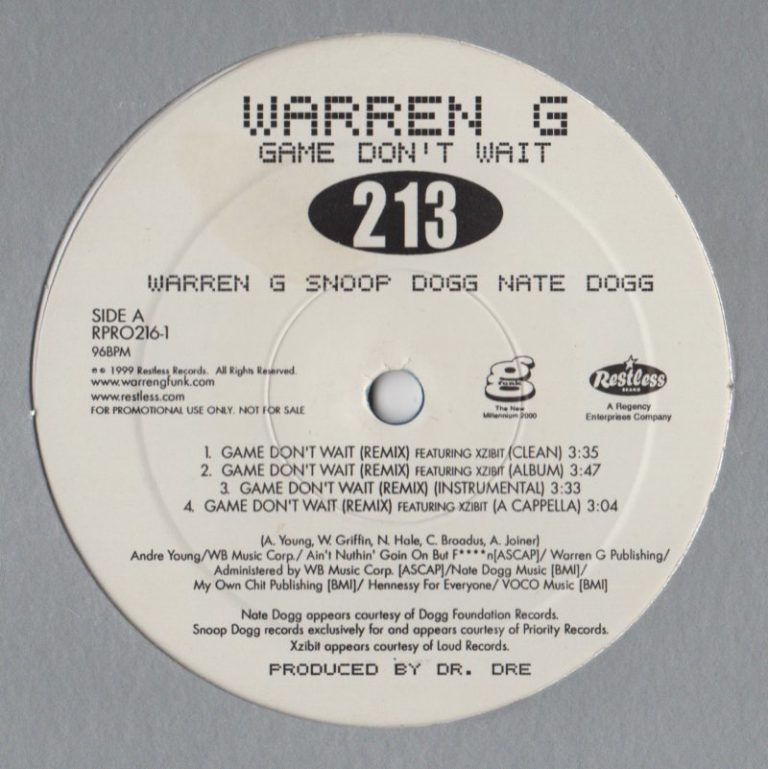 WARREN G
GAME DON'T WAIT
213
WARREN G SNOOP DOGG NATE DOGG
SIDE A
RPRO216-1
96BPM
℗ © 1999 Restless Records. All Rights Reserved.
www.warrengfunk.com
www.restless.com
FOR PROMOTIONAL USE ONLY. NOT FOR SALE
g funk
The New
Millennium 2000
Restless
BRAND
A Regency
Enterprises Company
1. GAME DON'T WAIT (REMIX) FEATURING XZIBIT (CLEAN) 3:35
2. GAME DON'T WAIT (REMIX) FEATURING XZIBIT (ALBUM) 3:47
3. GAME DON'T WAIT (REMIX) (INSTRUMENTAL) 3:33
4. GAME DON'T WAIT (REMIX) FEATURING XZIBIT (A CAPPELLA) 3:04
(A. Young, W. Griffin, N. Hale, C. Broadus, A. Joiner)
Andre Young/WB Music Corp./ Ain't Nuthin' Goin On But F****n[ASCAP]/ Warren G Publishing/
Administered by WB Music Corp. [ASCAP]/Nate Dogg Music [BMI]/
My Own Chit Publishing [BMI]/ Hennessy For Everyone/ VOCO Music [BMI]
Nate Dogg appears courtesy of Dogg Foundation Records.
Snoop Dogg records exclusively for and appears courtesy of Priority Records.
Xzibit appears courtesy of Loud Records.
PRODUCED BY DR. DRE